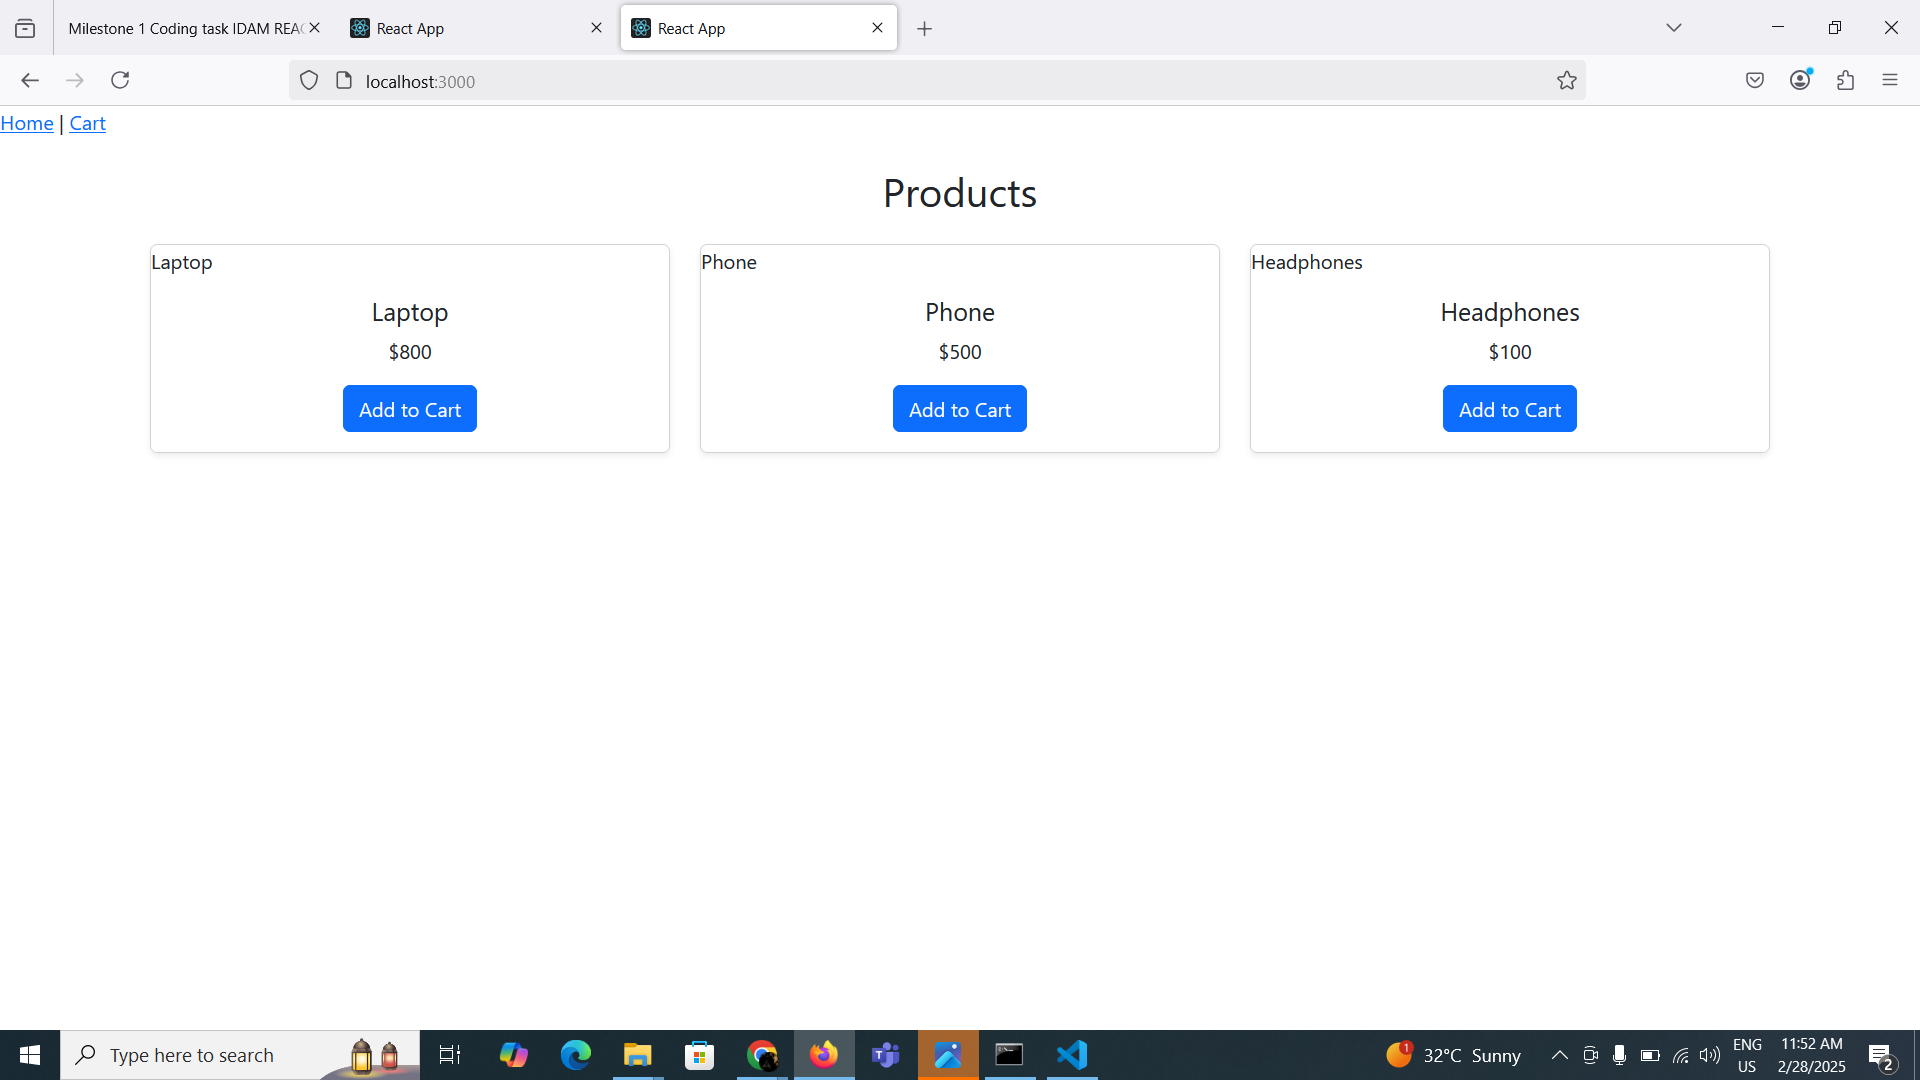 Milestone 1 Coding task IDAM REAC
React App
React App
localhost:3000
Home | Cart
Products
Laptop
Laptop
$800
Add to Cart
Phone
Phone
$500
Add to Cart
Headphones
Headphones
$100
Add to Cart
Type here to search
1
32°C Sunny
ENG
US
11:52 AM
2/28/2025
2